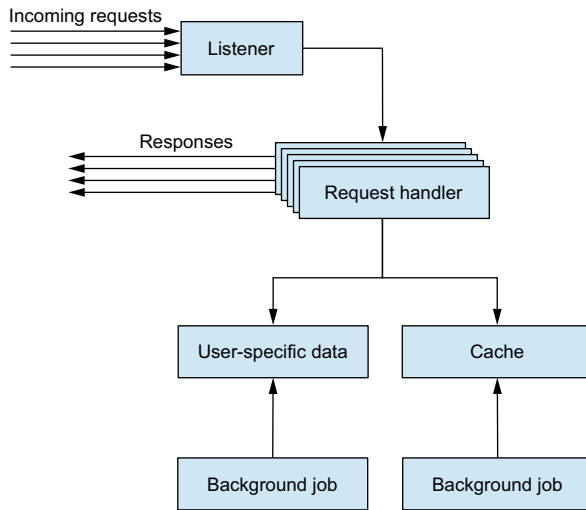 Incoming requests
Listener
Responses
Request handler
User-specific data
Cache
Background job
Background job